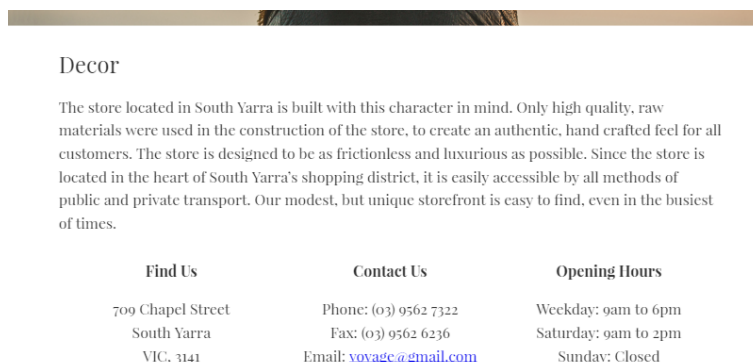 Decor
The store located in South Yarra is built with this character in mind. Only high quality, raw
materials were used in the construction of the store, to create an authentic, hand crafted feel for all
customers. The store is designed to be as frictionless and luxurious as possible. Since the store is
located in the heart of South Yarra's shopping district, it is easily accessible by all methods of
public and private transport. Our modest, but unique storefront is easy to find, even in the busiest
of times.
Find Us
709 Chapel Street
South Yarra
VIC, 3141
Contact Us
Phone: (03) 9562 7322
Fax: (03) 9562 6236
Email: voyage@gmail.com
Opening Hours
Weekday: 9am to 6pm
Saturday: 9am to 2pm
Sunday: Closed